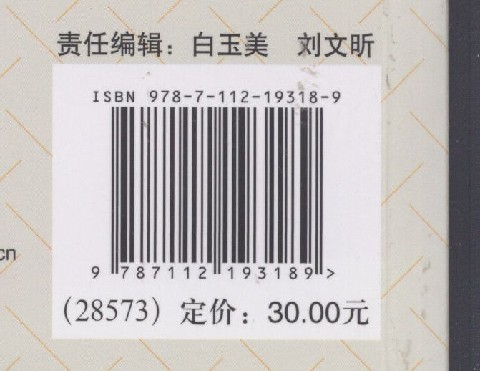 责任编辑：白玉美 刘文昕
ISBN 978-7-112-19318-9
cn
9 787112 193189 >
（28573）定价：30.00元